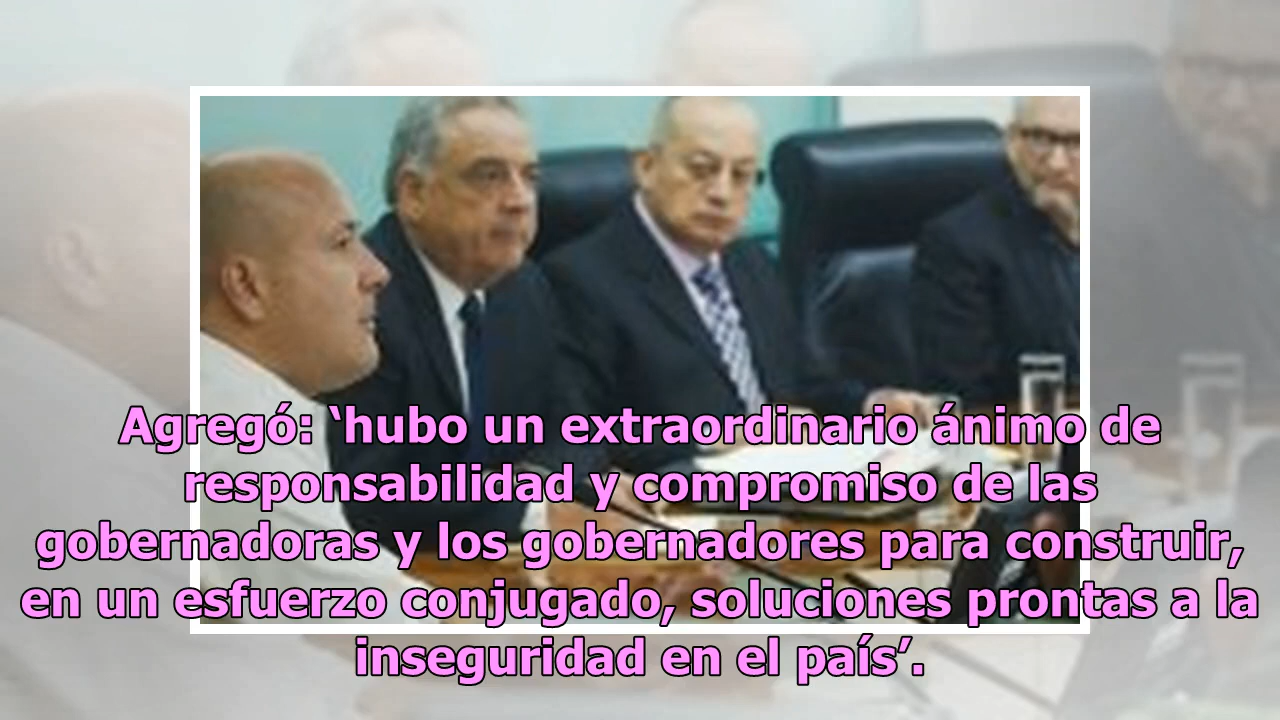 Agregó: ‘hubo un extraordinario ánimo de
responsabilidad y compromiso de las
gobernadoras y los gobernadores para construir,
en un esfuerzo conjugado, soluciones prontas a la
inseguridad en el país’.